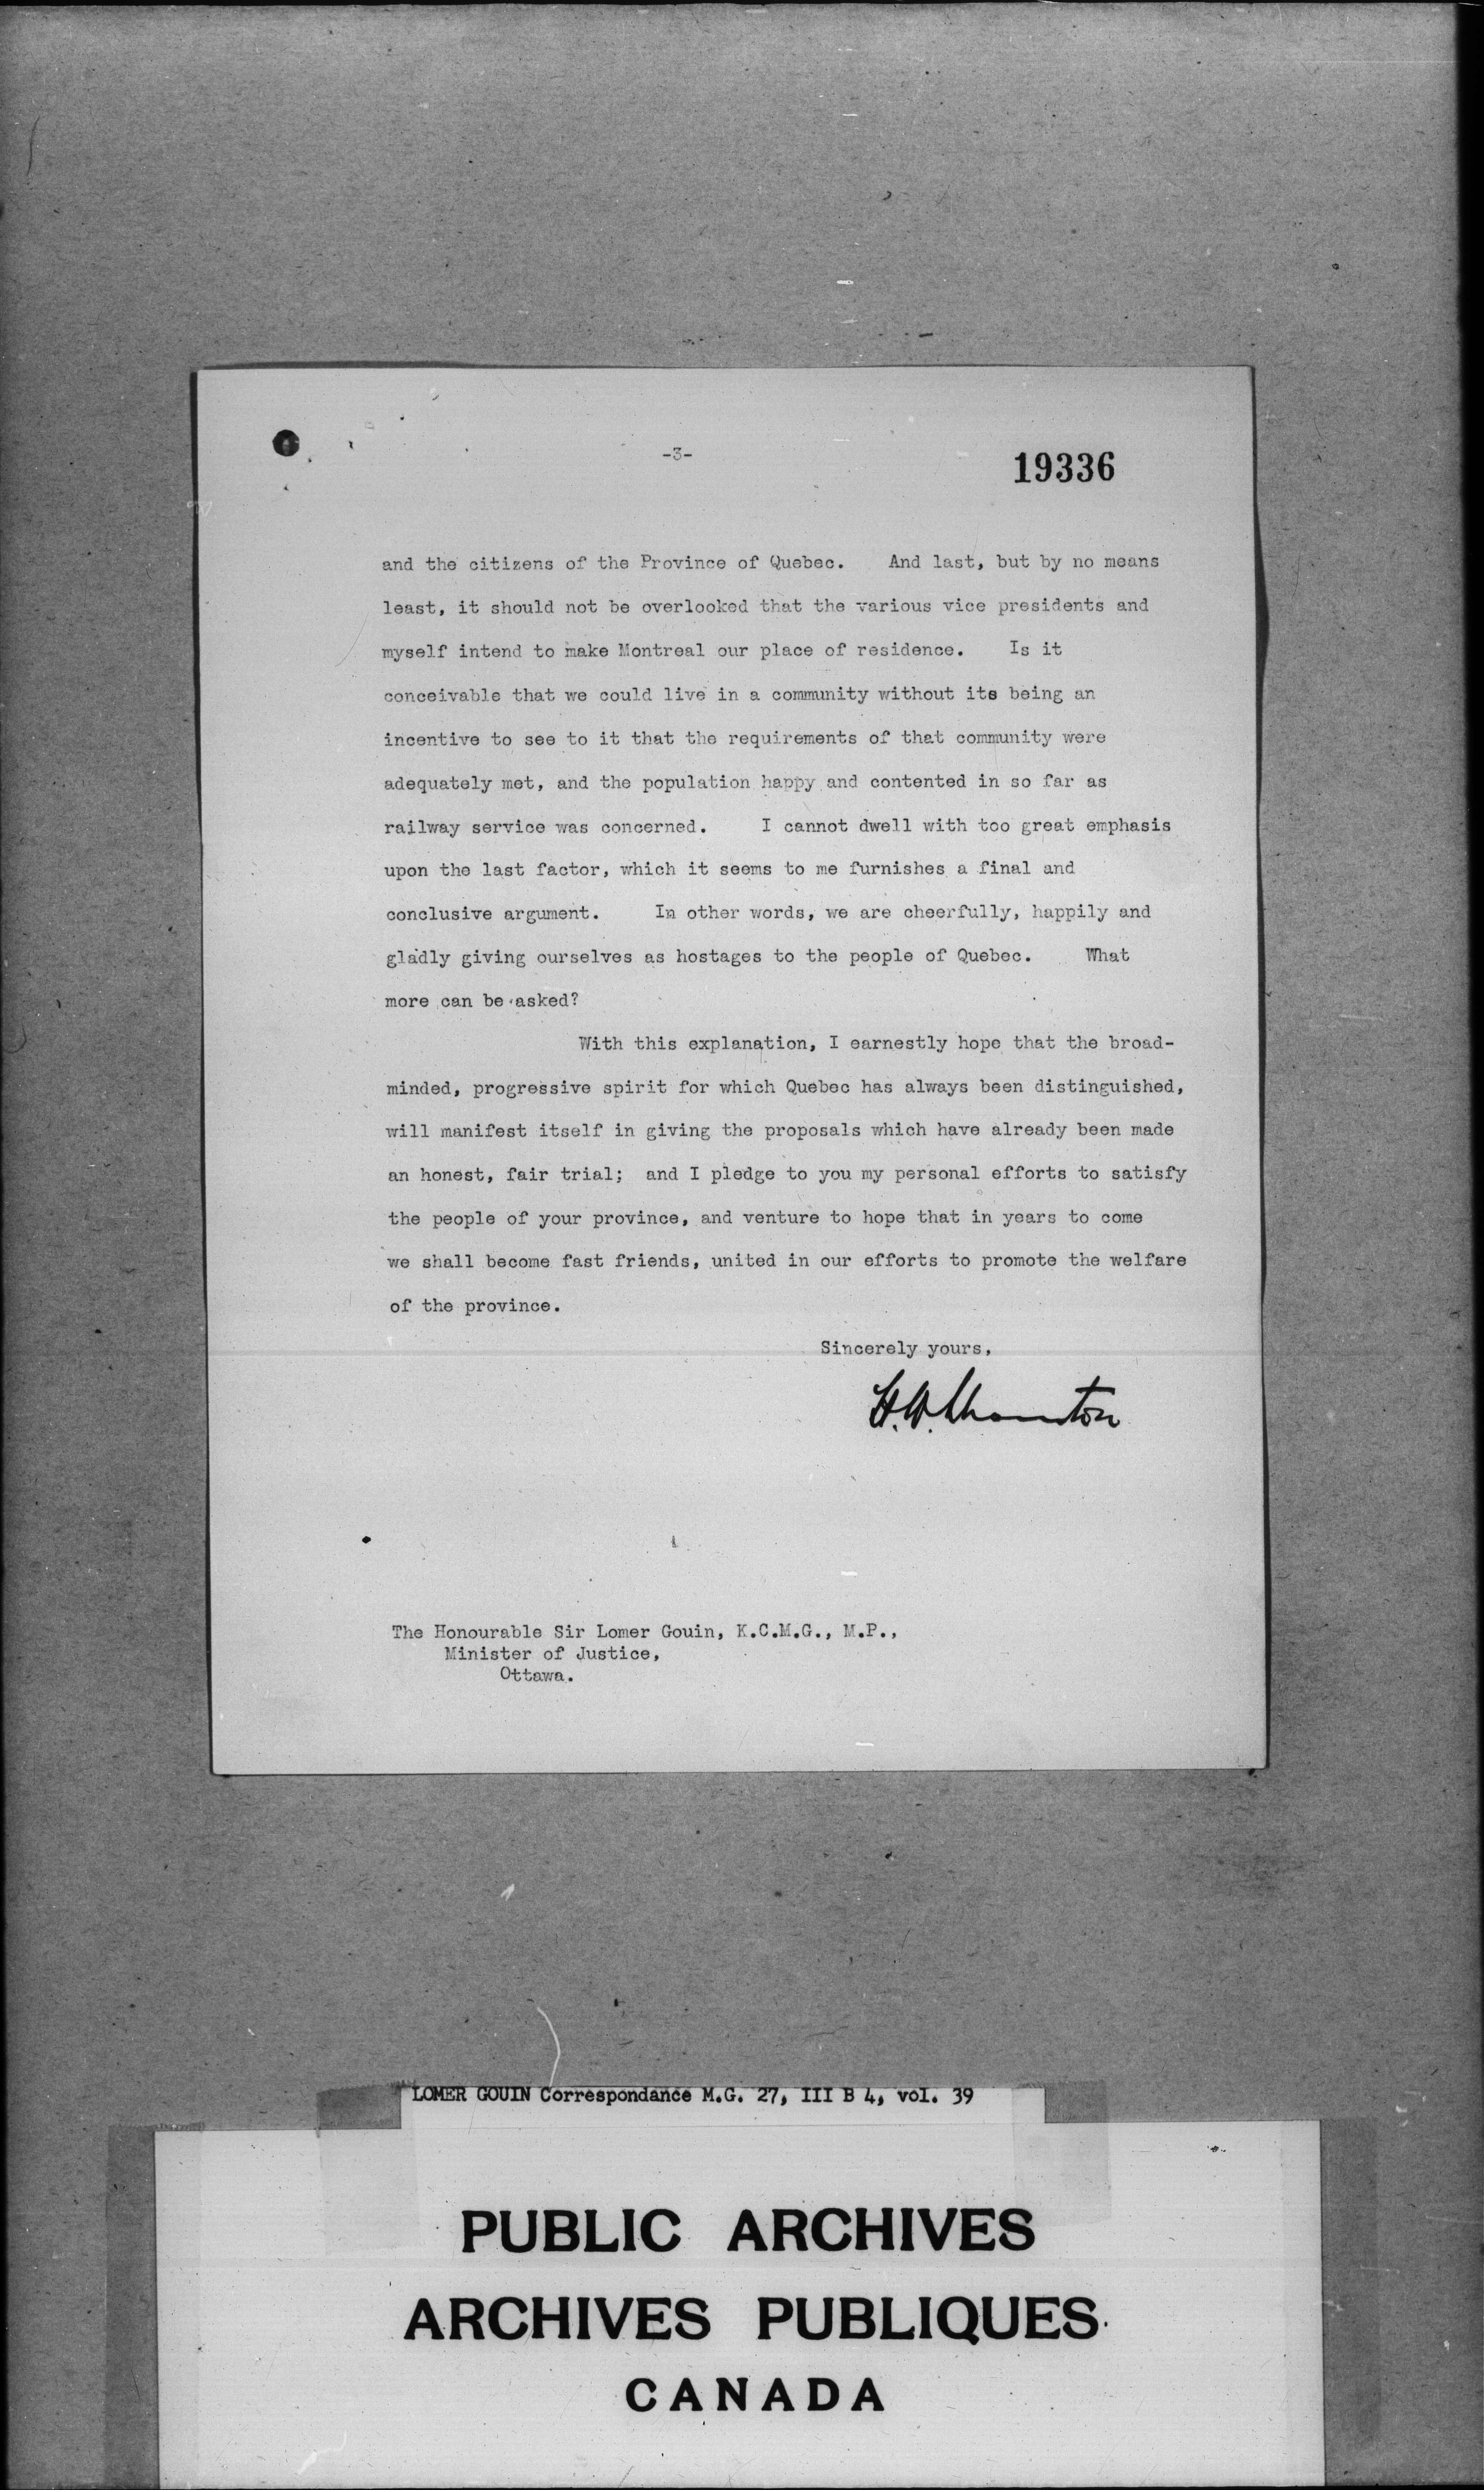 -3-
19336
and the citizens of the Province of Quebec. And last, but by no means
least, it should not be overlooked that the various vice presidents and
myself intend to make Montreal our place of residence. Is it
conceivable that we could live in a community without its being an
incentive to see to it that the requirements of that community were
adequately met, and the population happy and contented in so far as
railway service was concerned. I cannot dwell with too great emphasis
upon the last factor, which it seems to me furnishes a final and
conclusive argument. In other words, we are cheerfully, happily and
gladly giving ourselves as hostages to the people of Quebec. What
more can be asked?
With this explanation, I earnestly hope that the broad-
minded, progressive spirit for which Quebec has always been distinguished,
will manifest itself in giving the proposals which have already been made
an honest, fair trial; and I pledge to you my personal efforts to satisfy
the people of your province, and venture to hope that in years to come
we shall become fast friends, united in our efforts to promote the welfare
of the province.
Sincerely yours,
H.W. Thornton
The Honourable Sir Lomer Gouin, K.C.M.G., M.P.,
Minister of Justice,
Ottawa.
LOMER GOUIN Correspondance M.G. 27, III B 4, vol. 39
PUBLIC ARCHIVES
ARCHIVES PUBLIQUES
CANADA